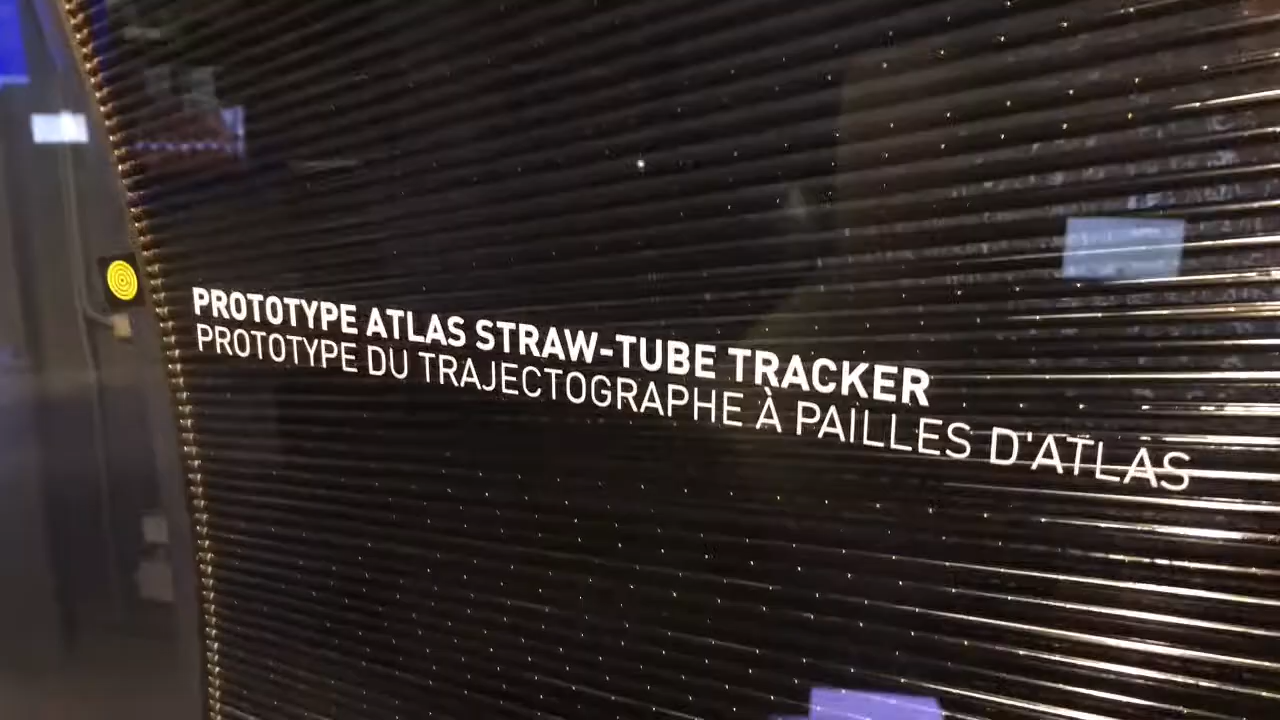 PROTOTYPE ATLAS STRAW-TUBE TRACKER
PROTOTYPE DU TRAJECTOGRAPHE À PAILLES D'ATLAS